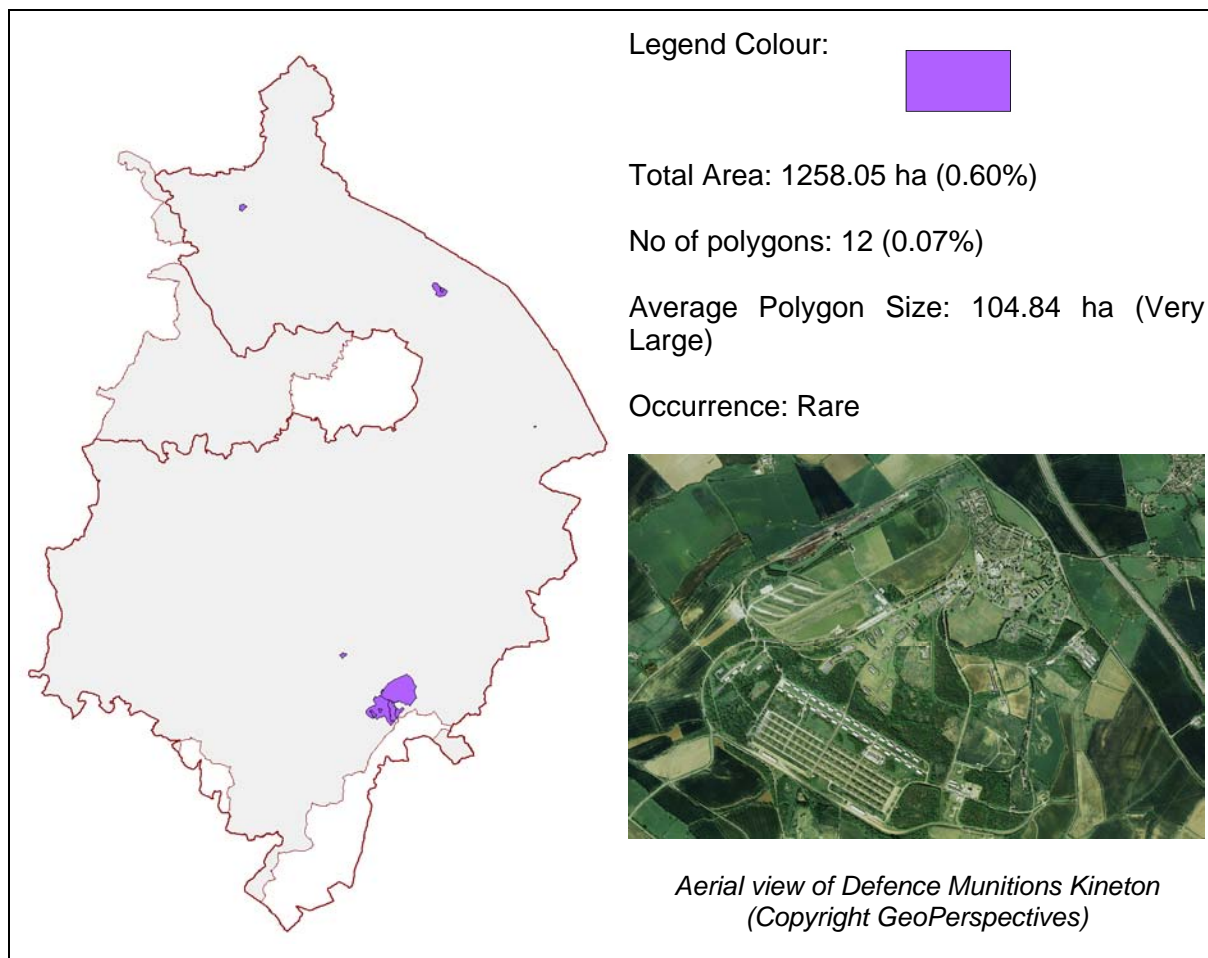 Legend Colour:
Total Area: 1258.05 ha (0.60%)
No of polygons: 12 (0.07%)
Average Polygon Size: 104.84 ha (Very
Large)
Occurrence: Rare
Aerial view of Defence Munitions Kineton
(Copyright GeoPerspectives)